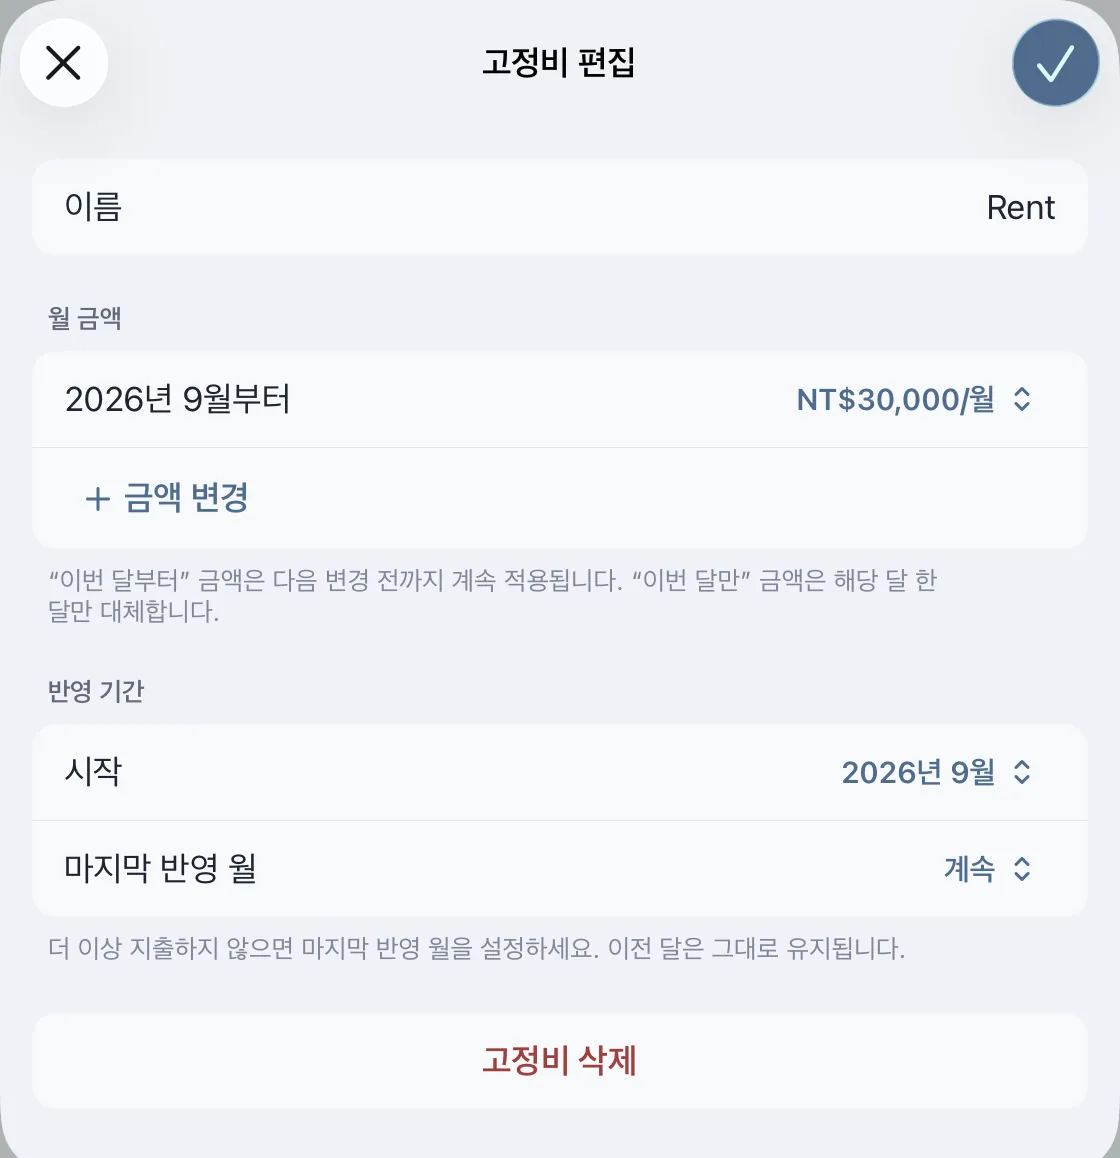 고정비 편집
이름
Rent
월 금액
2026년 9월부터
NT$30,000/월
+ 금액 변경
“이번 달부터” 금액은 다음 변경 전까지 계속 적용됩니다. “이번 달만” 금액은 해당 달 한
달만 대체합니다.
반영 기간
시작
2026년 9월
마지막 반영 월
계속
더 이상 지출하지 않으면 마지막 반영 월을 설정하세요. 이전 달은 그대로 유지됩니다.
고정비 삭제